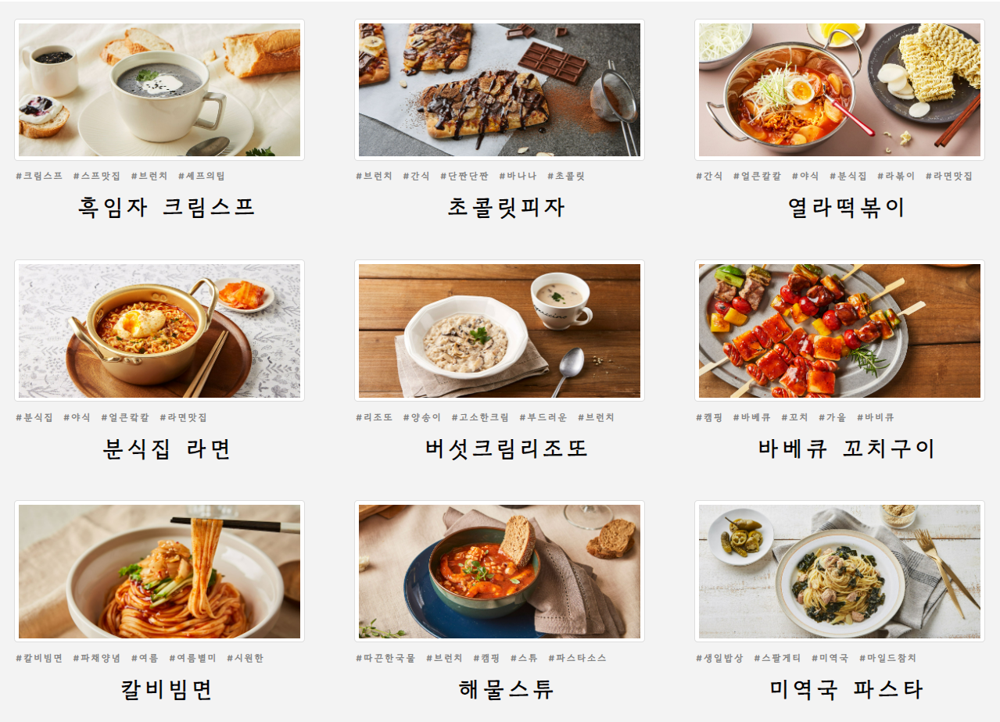 #크림스프 #스프맛집 #브런치 #셰프의팁
흑임자 크림스프
#브런치 #간식 #단짠단짠 #바나나 #초콜릿
초콜릿피자
#간식 #얼큰칼칼 #야식 #분식집 #라볶이 #라면맛집
열라떡볶이
#분식집 #야식 #얼큰칼칼 #라면맛집
분식집 라면
#리조또 #양송이 #고소한크림 #부드러운 #브런치
버섯크림리조또
#캠핑 #바베큐 #꼬치 #가을 #바비큐
바베큐 꼬치구이
#칼비빔면 #파채양념 #여름 #여름별미 #시원한
칼비빔면
#따끈한국물 #브런치 #캠핑 #스튜 #파스타소스
해물스튜
#생일밥상 #스팔게티 #미역국 #마일드참치
미역국 파스타